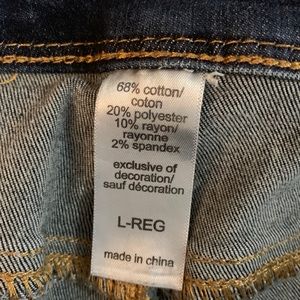 68% cotton/
coton
20% polyester
10% rayon/
rayonne
2% spandex
exclusive of
decoration/
sauf décoration
L-REG
made in china